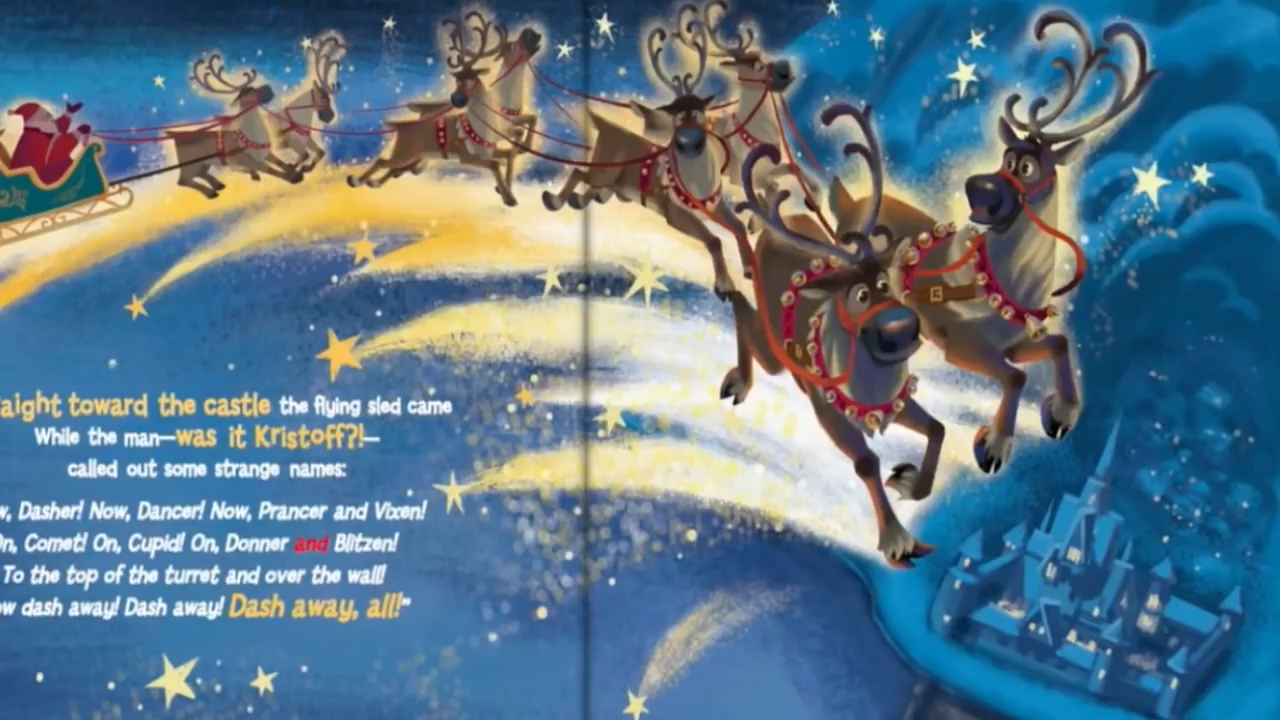 aight toward the castle the flying sled came
While the man—was it Kristoff?!—
called out some strange names:
w, Dasher! Now, Dancer! Now, Prancer and Vixen!
On, Comet! On, Cupid! On, Donner and Blitzen!
To the top of the turret and over the wall!
ow dash away! Dash away! Dash away, all!”